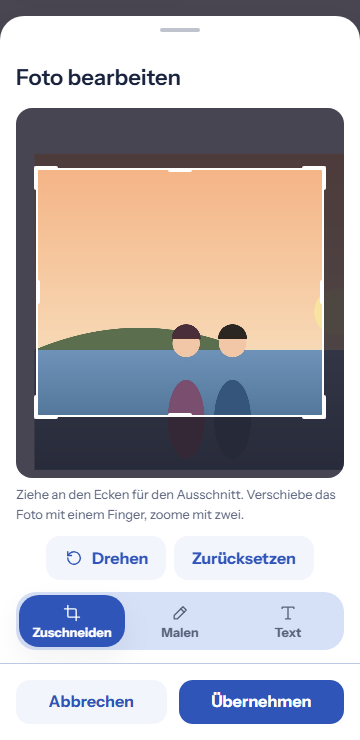 Foto bearbeiten
Ziehe an den Ecken für den Ausschnitt. Verschiebe das
Foto mit einem Finger, zoome mit zwei.
Drehen
Zurücksetzen
Zuschneiden
Malen
Text
Abbrechen
Übernehmen